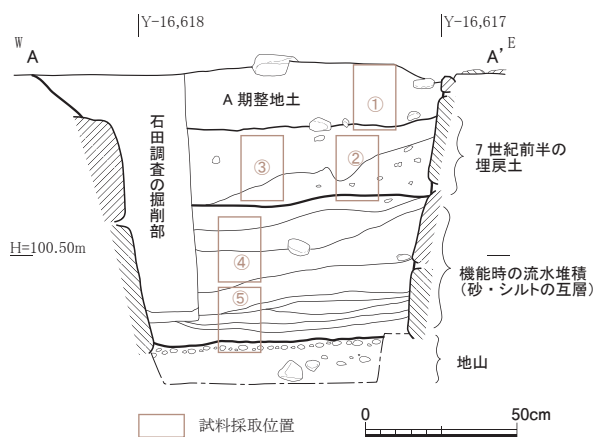 Y-16,618
Y-16,617
W
A
A’
E
A 期整地土
①
石田調査の掘削部
②
③
7 世紀前半の
埋戻土
④
H=100.50m
⑤
機能時の流水堆積
(砂・シルトの互層)
地山
試料採取位置
0
50cm